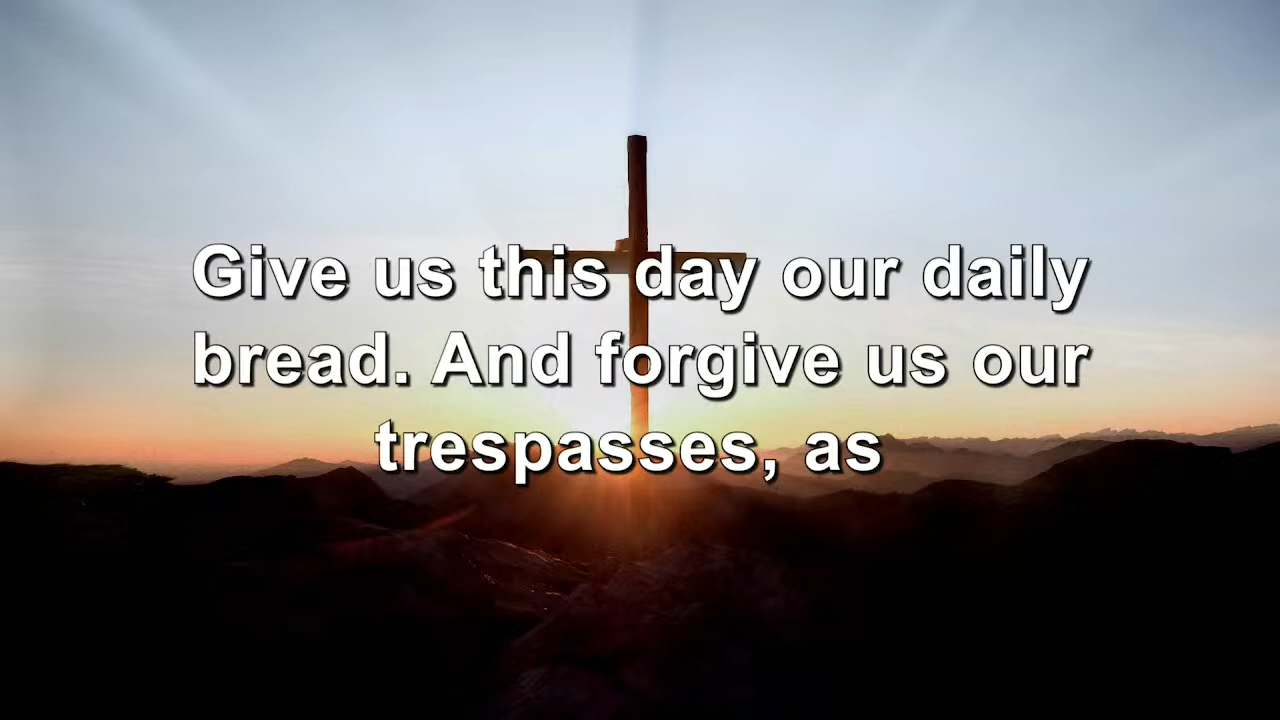 Give us this day our daily
bread. And forgive us our
trespasses, as